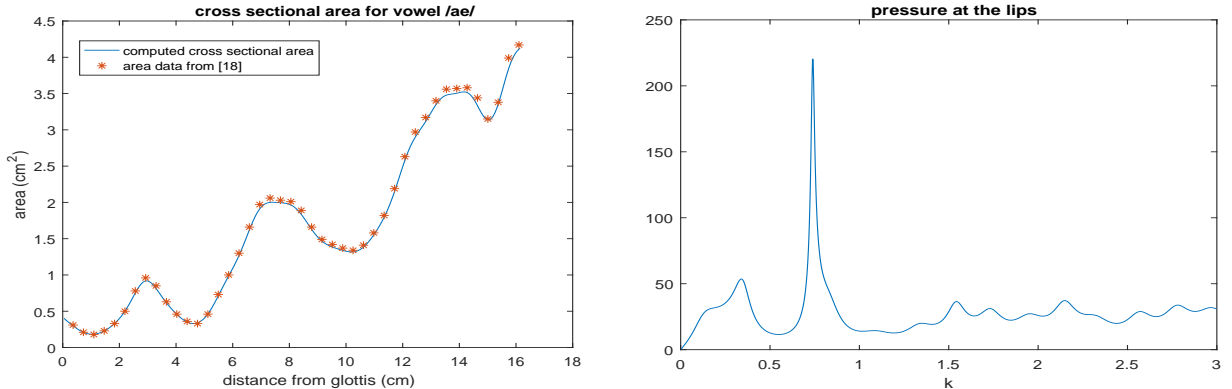 cross sectional area for vowel /ae/
4.5
4
3.5
3
2.5
2
1.5
1
0.5
0
area (cm²)
computed cross sectional area
area data from [18]
0 2 4 6 8 10 12 14 16 18
distance from glottis (cm)
pressure at the lips
250
200
150
100
50
0
0 0.5 1 1.5 2 2.5 3
k